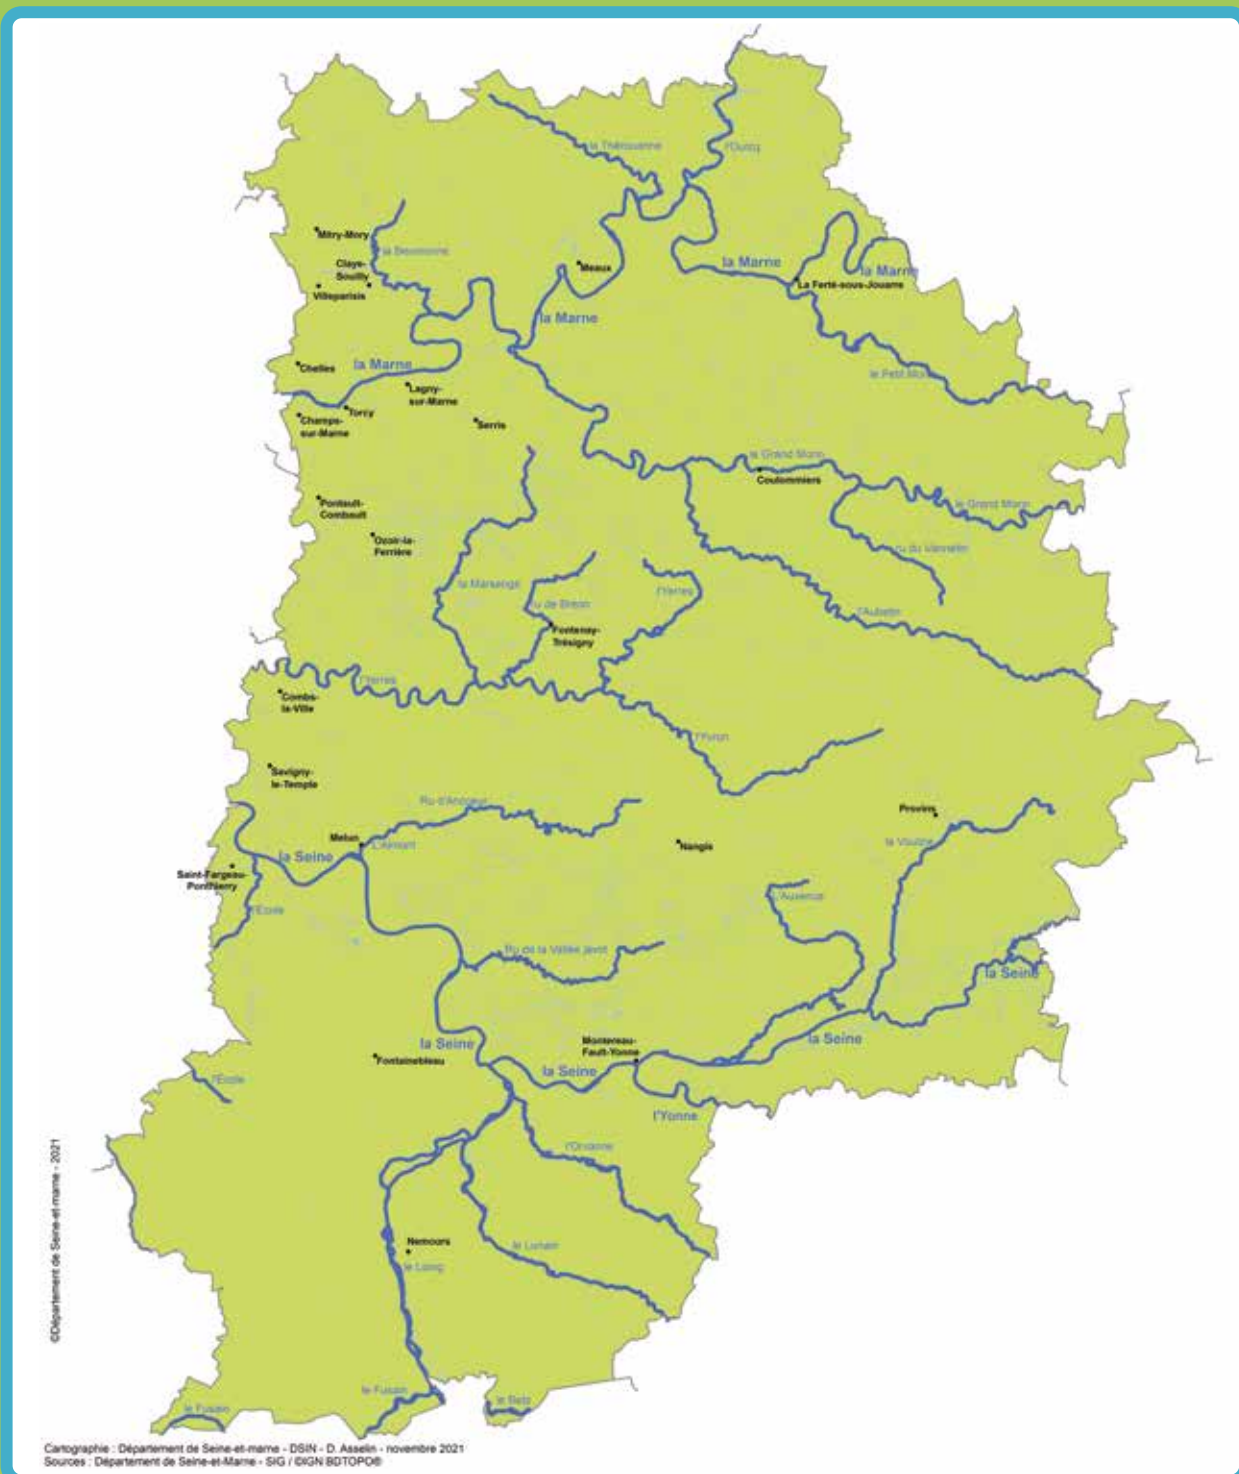 la Thérouanne
l'Ourcq
Mitry-Mory
la Beuvronne
Claye-
Souilly
Villeparisis
Meaux
la Marne
la Marne
La Ferté-sous-Jouarre
la Marne
Chelles
la Marne
Lagny-
sur-Marne
le Petit Morin
Torcy
Champs-
sur-Marne
Serris
le Grand Morin
Coulommiers
le Grand Morin
Pontault-
Combault
Ozoir-la-
Ferrière
ru du Vannetin
la Marsange
ru de Bréon
l'Yerres
l'Aubetin
Fontenay-
Trésigny
l'Yerres
Combs-
la-Ville
l'Yvron
Savigny-
le-Temple
Ru d'Ancoeur
Provins
Melun
L'Almont
Nangis
la Voulzie
la Seine
Saint-Fargeau-
Ponthierry
l'Ecole
L'Auxence
Ru de la Vallée Javot
la Seine
la Seine
Montereau-
Fault-Yonne
la Seine
Fontainebleau
la Seine
l'Ecole
l'Yonne
l'Orvanne
Nemours
le Lunain
le Loing
le Fusain
le Betz
le Fusain
©Département de Seine-et-marne - 2021
Cartographie : Département de Seine-et-marne - DSIN - D. Asselin - novembre 2021
Sources : Département de Seine-et-Marne - SIG / ©IGN BDTOPO®